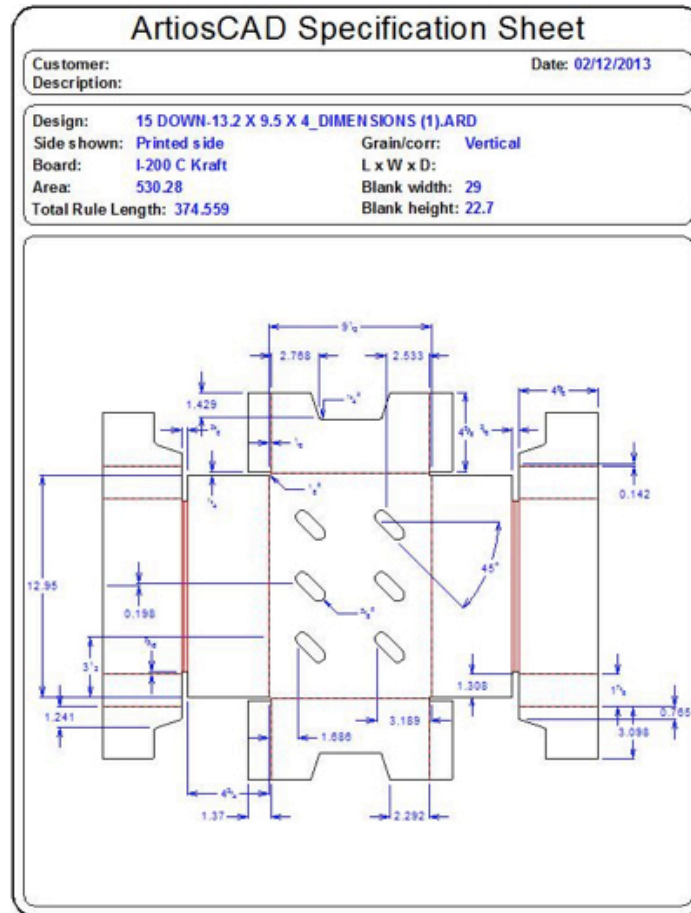 ArtiosCAD Specification Sheet
Customer: Date: 02/12/2013
Description:
Design: 15 DOWN-13.2 X 9.5 X 4_DIMENSIONS (1).ARD
Side shown: Printed side Grain/corr: Vertical
Board: I-200 C Kraft L x W x D:
Area: 530.28 Blank width: 29
Total Rule Length: 374.559 Blank height: 22.7
2.768 2.533
1.429
0.142
45°
12.95
0.198
1.308
1.241
0.765
3.189
3.098
1.686
1.37 2.292